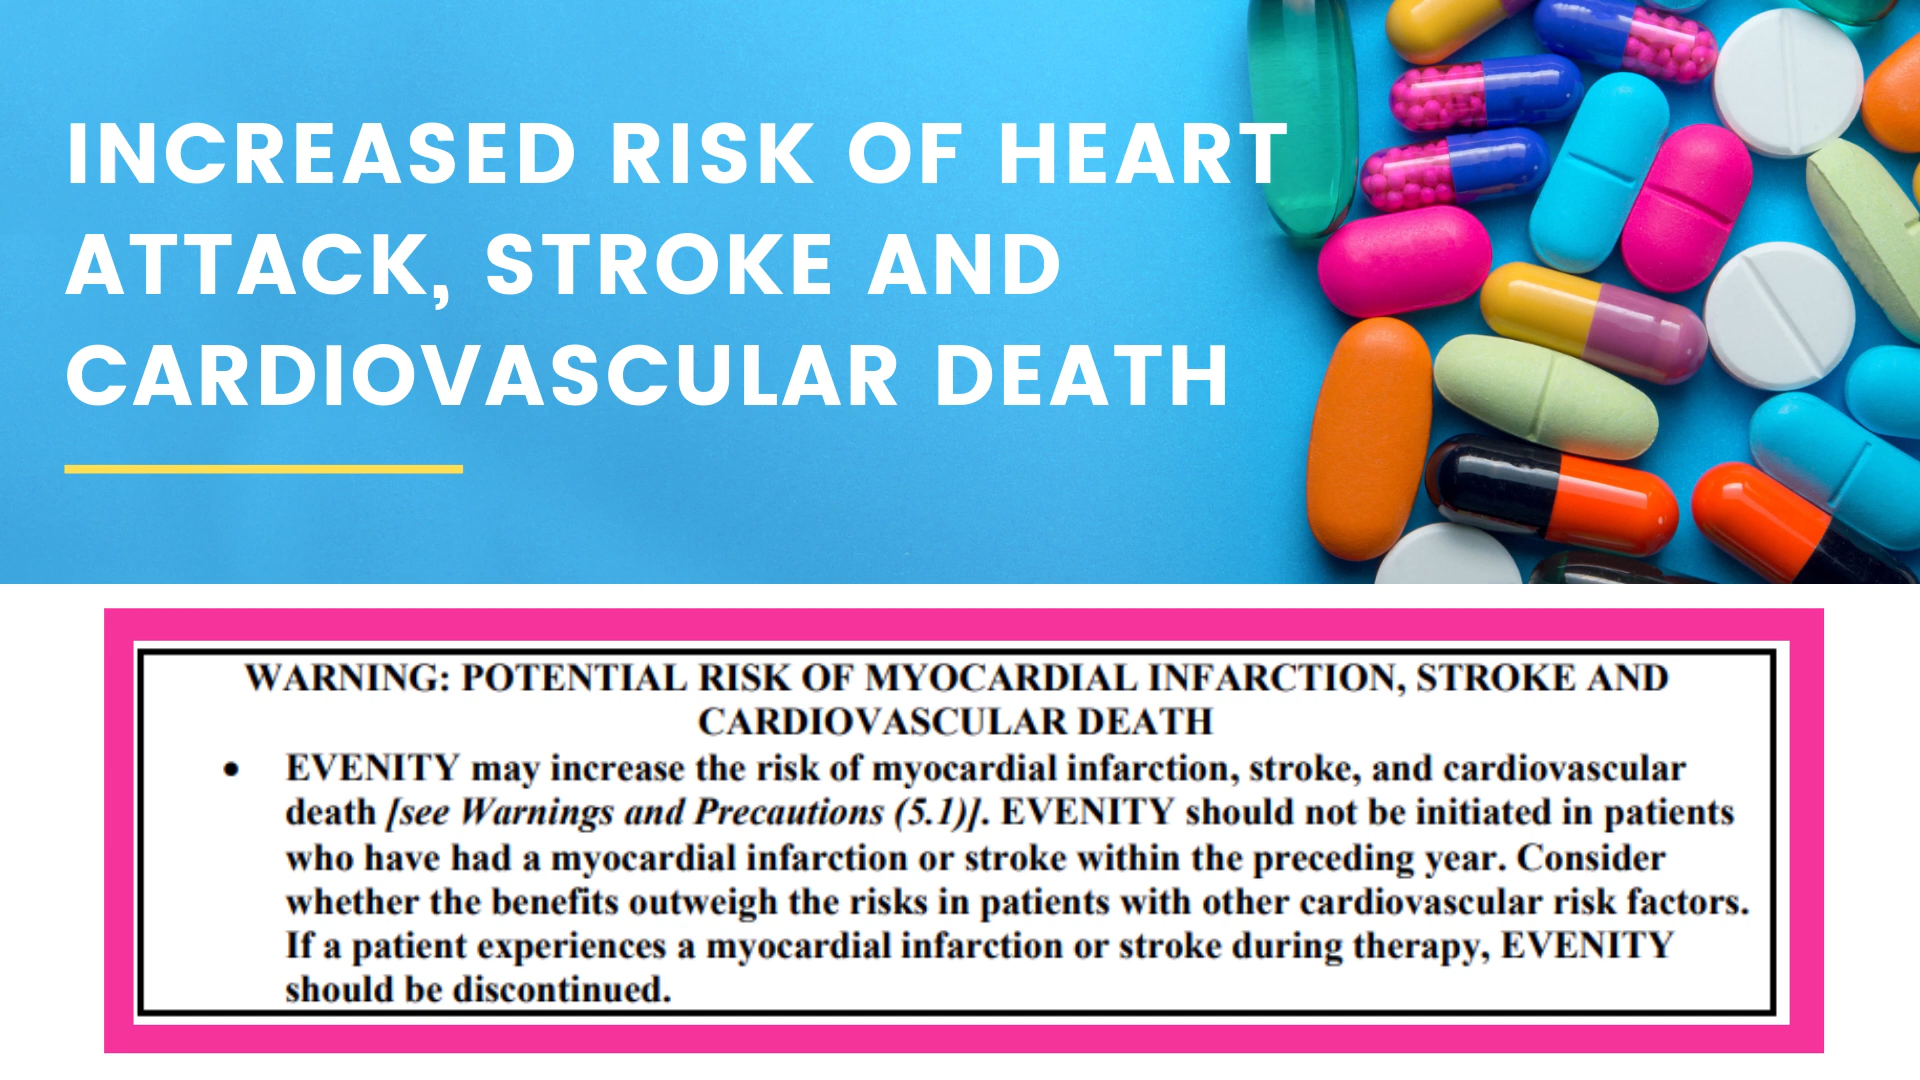 INCREASED RISK OF HEART
ATTACK, STROKE AND
CARDIOVASCULAR DEATH
WARNING: POTENTIAL RISK OF MYOCARDIAL INFARCTION, STROKE AND
CARDIOVASCULAR DEATH
• EVENITY may increase the risk of myocardial infarction, stroke, and cardiovascular
death [see Warnings and Precautions (5.1)]. EVENITY should not be initiated in patients
who have had a myocardial infarction or stroke within the preceding year. Consider
whether the benefits outweigh the risks in patients with other cardiovascular risk factors.
If a patient experiences a myocardial infarction or stroke during therapy, EVENITY
should be discontinued.